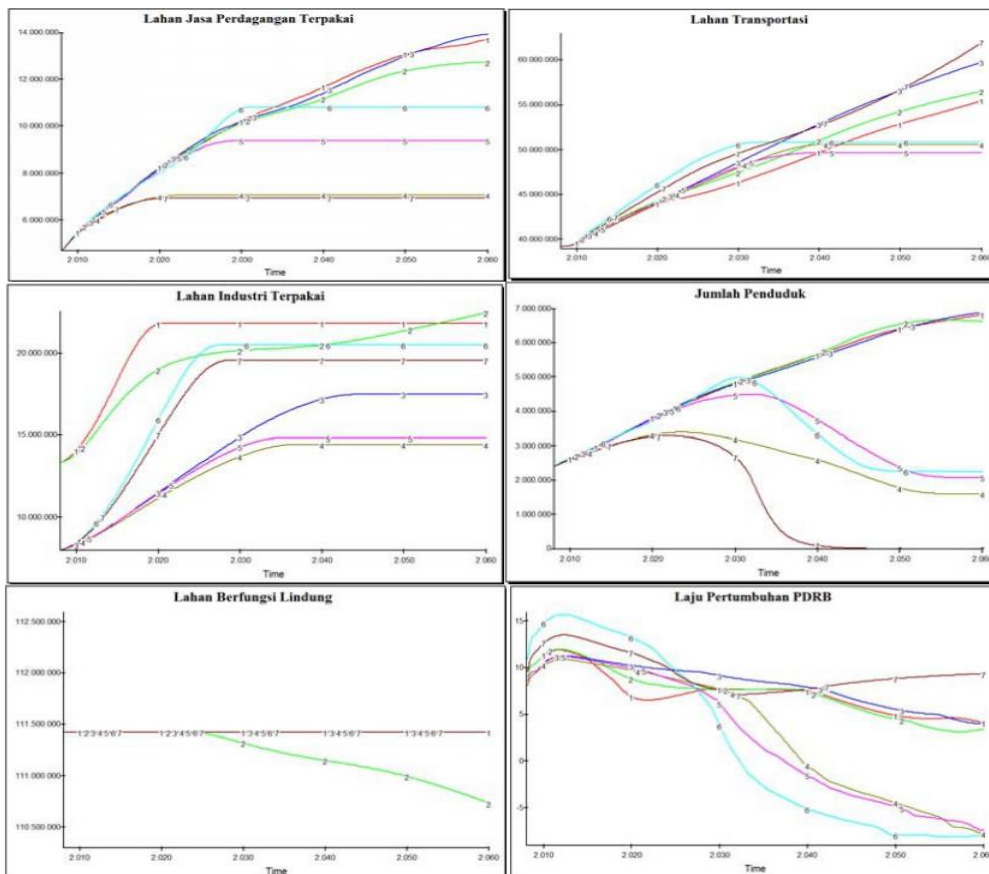 Lahan Jasa Perdagangan Terpakai
14 000 000
12 000 000
10 000 000
8 000 000
6 000 000
2.010 2.020 2.030 2.040 2.050 2.060
Time
Lahan Transportasi
60 000 000
55 000 000
50 000 000
45 000 000
40 000 000
2.010 2.020 2.030 2.040 2.050 2.060
Time
Lahan Industri Terpakai
20 000 000
15 000 000
10 000 000
2.010 2.020 2.030 2.040 2.050 2.060
Time
Jumlah Penduduk
7 000 000
6 000 000
5 000 000
4 000 000
3 000 000
2 000 000
1 000 000
0
2.010 2.020 2.030 2.040 2.050 2.060
Time
Lahan Berfungsi Lindung
112 500 000
112 000 000
111 500 000
111 000 000
110 500 000
2.010 2.020 2.030 2.040 2.050 2.060
Time
Laju Pertumbuhan PDRB
15
10
5
0
-5
2.010 2.020 2.030 2.040 2.050 2.060
Time